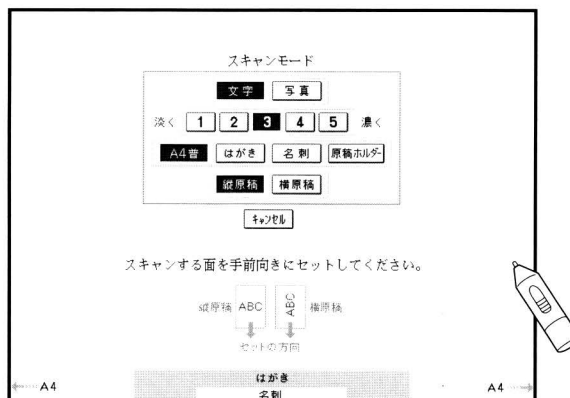 スキャンモード
文字 写真
淡く 1 2 3 4 5 濃く
A4普 はがき 名刺 原稿ホルダー
縦原稿 横原稿
キャンセル
スキャンする面を手前向きにセットしてください。
縦原稿 ABC ABC 横原稿
セットの方向
はがき
A4 名刺 A4